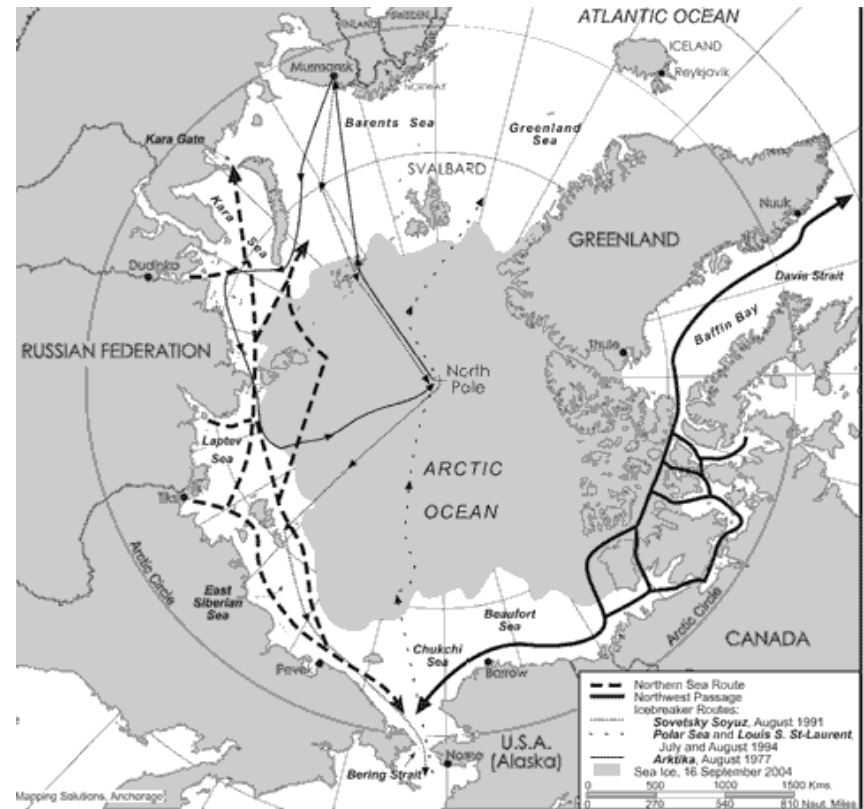 ATLANTIC OCEAN
SWEDEN
FINLAND
ICELAND
Reykjavik
Murmansk
NORWAY
Barents Sea
Greenland
Sea
Kara Gate
SVALBARD
Kara
Sea
Nuuk
GREENLAND
Dudinka
Davis Strait
Baffin Bay
RUSSIAN FEDERATION
Thule
North
Pole
Laptev
Sea
ARCTIC
OCEAN
Tiksi
Arctic Circle
East
Siberian
Sea
Beaufort
Sea
Arctic Circle
Chukchi
Sea
CANADA
Pevek
Barrow
U.S.A.
(Alaska)
Nome
Bering Strait
Northern Sea Route
Northwest Passage
Icebreaker Routes:
Sovetsky Soyuz, August 1991
Polar Sea and Louis S. St-Laurent,
July and August 1994
Arktika, August 1977
Sea Ice, 16 September 2004
0 500 1000 1500 Kms.
0 270 540 810 Naut. Miles
Mapping Solutions, Anchorage)